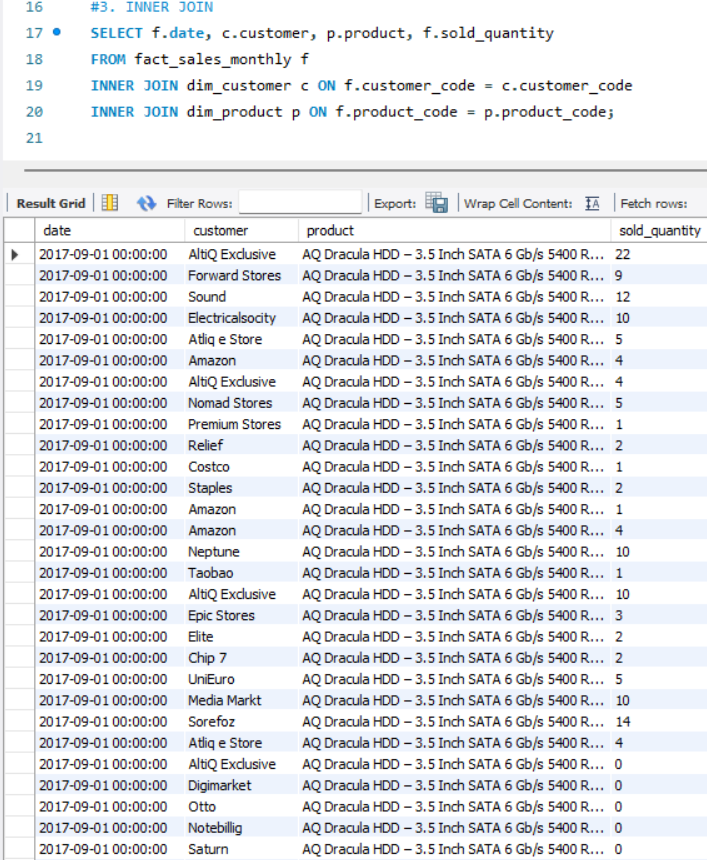 16 #3. INNER JOIN
17 SELECT f.date, c.customer, p.product, f.sold_quantity
18 FROM fact_sales_monthly f
19 INNER JOIN dim_customer c ON f.customer_code = c.customer_code
20 INNER JOIN dim_product p ON f.product_code = p.product_code;
21
Result Grid Filter Rows: Export: Wrap Cell Content: Fetch rows:
date customer product sold_quantity
2017-09-01 00:00:00 AltiQ Exclusive AQ Dracula HDD – 3.5 Inch SATA 6 Gb/s 5400 R... 22
2017-09-01 00:00:00 Forward Stores AQ Dracula HDD – 3.5 Inch SATA 6 Gb/s 5400 R... 9
2017-09-01 00:00:00 Sound AQ Dracula HDD – 3.5 Inch SATA 6 Gb/s 5400 R... 12
2017-09-01 00:00:00 Electricalsocity AQ Dracula HDD – 3.5 Inch SATA 6 Gb/s 5400 R... 10
2017-09-01 00:00:00 Atliq e Store AQ Dracula HDD – 3.5 Inch SATA 6 Gb/s 5400 R... 5
2017-09-01 00:00:00 Amazon AQ Dracula HDD – 3.5 Inch SATA 6 Gb/s 5400 R... 4
2017-09-01 00:00:00 AltiQ Exclusive AQ Dracula HDD – 3.5 Inch SATA 6 Gb/s 5400 R... 4
2017-09-01 00:00:00 Nomad Stores AQ Dracula HDD – 3.5 Inch SATA 6 Gb/s 5400 R... 5
2017-09-01 00:00:00 Premium Stores AQ Dracula HDD – 3.5 Inch SATA 6 Gb/s 5400 R... 1
2017-09-01 00:00:00 Relief AQ Dracula HDD – 3.5 Inch SATA 6 Gb/s 5400 R... 2
2017-09-01 00:00:00 Costco AQ Dracula HDD – 3.5 Inch SATA 6 Gb/s 5400 R... 1
2017-09-01 00:00:00 Staples AQ Dracula HDD – 3.5 Inch SATA 6 Gb/s 5400 R... 2
2017-09-01 00:00:00 Amazon AQ Dracula HDD – 3.5 Inch SATA 6 Gb/s 5400 R... 1
2017-09-01 00:00:00 Amazon AQ Dracula HDD – 3.5 Inch SATA 6 Gb/s 5400 R... 4
2017-09-01 00:00:00 Neptune AQ Dracula HDD – 3.5 Inch SATA 6 Gb/s 5400 R... 10
2017-09-01 00:00:00 Taobao AQ Dracula HDD – 3.5 Inch SATA 6 Gb/s 5400 R... 1
2017-09-01 00:00:00 AltiQ Exclusive AQ Dracula HDD – 3.5 Inch SATA 6 Gb/s 5400 R... 10
2017-09-01 00:00:00 Epic Stores AQ Dracula HDD – 3.5 Inch SATA 6 Gb/s 5400 R... 3
2017-09-01 00:00:00 Elite AQ Dracula HDD – 3.5 Inch SATA 6 Gb/s 5400 R... 2
2017-09-01 00:00:00 Chip 7 AQ Dracula HDD – 3.5 Inch SATA 6 Gb/s 5400 R... 2
2017-09-01 00:00:00 UniEuro AQ Dracula HDD – 3.5 Inch SATA 6 Gb/s 5400 R... 5
2017-09-01 00:00:00 Media Markt AQ Dracula HDD – 3.5 Inch SATA 6 Gb/s 5400 R... 10
2017-09-01 00:00:00 Sorefoz AQ Dracula HDD – 3.5 Inch SATA 6 Gb/s 5400 R... 14
2017-09-01 00:00:00 Atliq e Store AQ Dracula HDD – 3.5 Inch SATA 6 Gb/s 5400 R... 4
2017-09-01 00:00:00 AltiQ Exclusive AQ Dracula HDD – 3.5 Inch SATA 6 Gb/s 5400 R... 0
2017-09-01 00:00:00 Digimarket AQ Dracula HDD – 3.5 Inch SATA 6 Gb/s 5400 R... 0
2017-09-01 00:00:00 Otto AQ Dracula HDD – 3.5 Inch SATA 6 Gb/s 5400 R... 0
2017-09-01 00:00:00 Notebillig AQ Dracula HDD – 3.5 Inch SATA 6 Gb/s 5400 R... 0
2017-09-01 00:00:00 Saturn AQ Dracula HDD – 3.5 Inch SATA 6 Gb/s 5400 R... 0